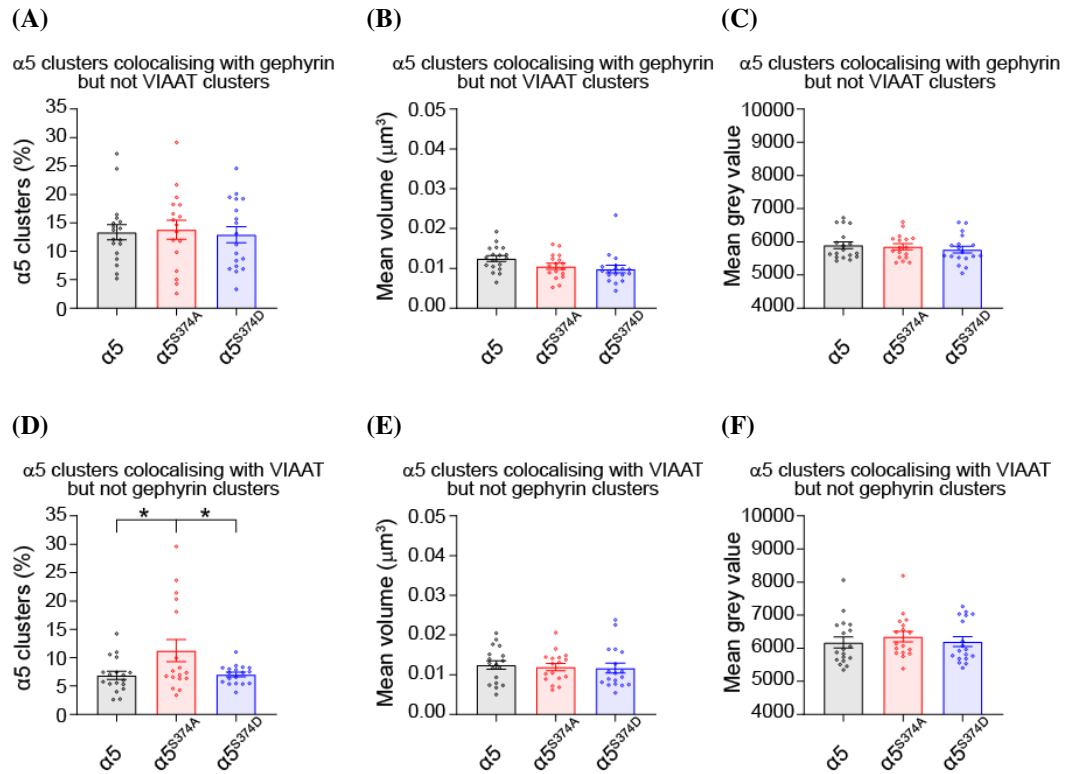 (A)
α5 clusters colocalising with gephyrin
but not VIAAT clusters
α5 clusters (%)
35
30
25
20
15
10
5
0
α5
α5S374A
α5S374D
(B)
α5 clusters colocalising with gephyrin
but not VIAAT clusters
Mean volume (μm³)
0.05
0.04
0.03
0.02
0.01
0.00
α5
α5S374A
α5S374D
(C)
α5 clusters colocalising with gephyrin
but not VIAAT clusters
Mean grey value
10000
9000
8000
7000
6000
5000
4000
α5
α5S374A
α5S374D
(D)
α5 clusters colocalising with VIAAT
but not gephyrin clusters
α5 clusters (%)
35
30
25
20
15
10
5
0
* *
α5
α5S374A
α5S374D
(E)
α5 clusters colocalising with VIAAT
but not gephyrin clusters
Mean volume (μm³)
0.05
0.04
0.03
0.02
0.01
0.00
α5
α5S374A
α5S374D
(F)
α5 clusters colocalising with VIAAT
but not gephyrin clusters
Mean grey value
10000
9000
8000
7000
6000
5000
4000
α5
α5S374A
α5S374D